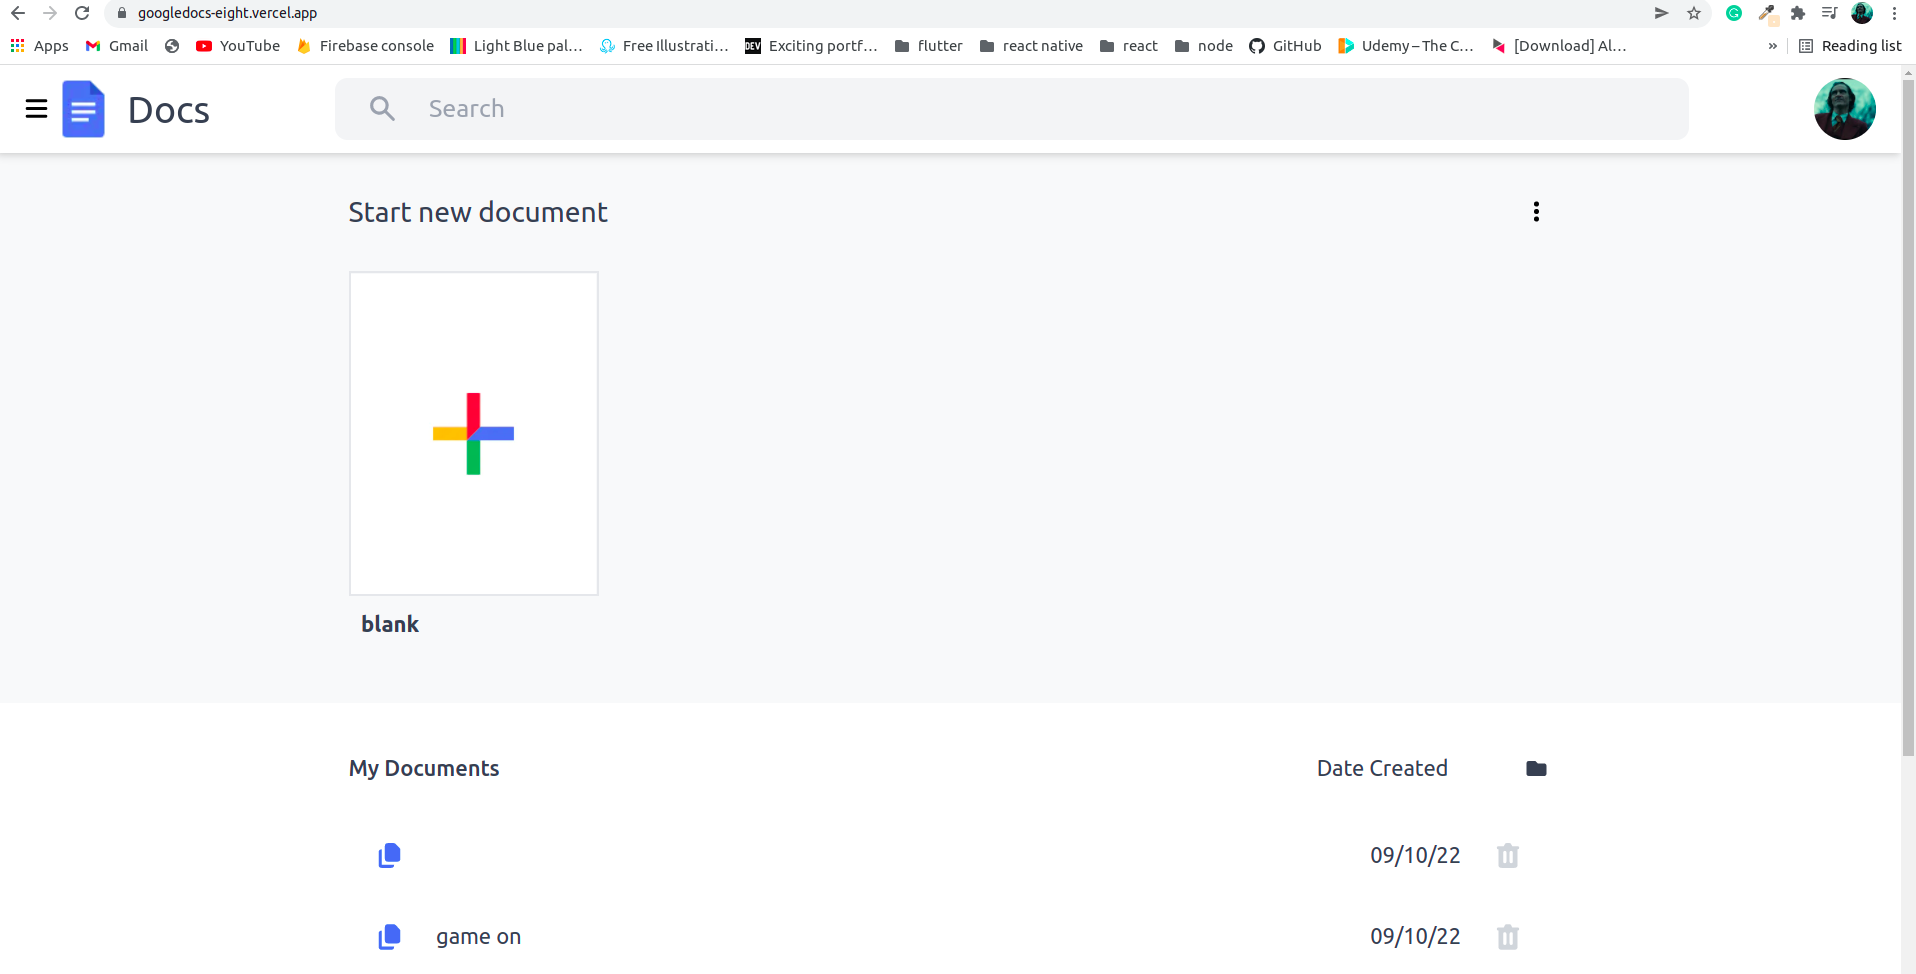 googledocs-eight.vercel.app
Apps Gmail YouTube Firebase console Light Blue pal... Free Illustrati... DEV Exciting portf... flutter react native react node GitHub Udemy – The C... [Download] Al... » Reading list
Docs Search
Start new document
blank
My Documents Date Created
09/10/22
game on 09/10/22